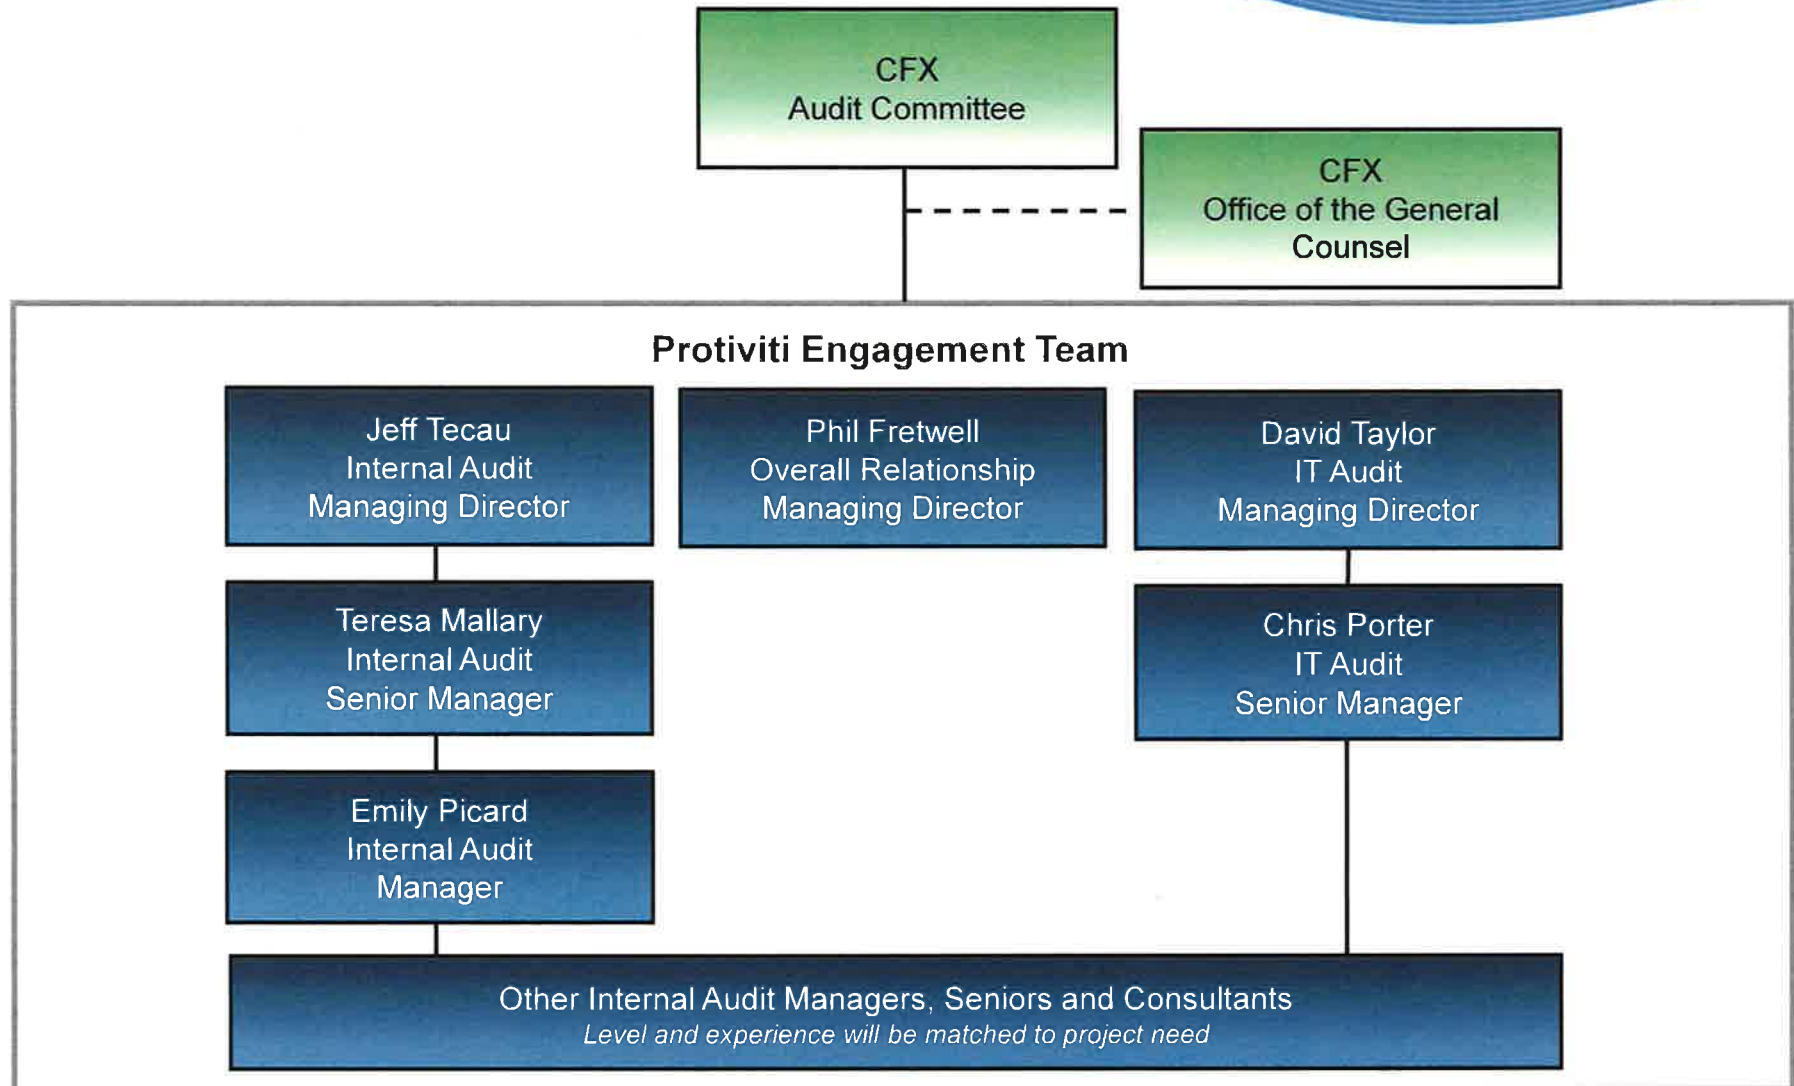 CFX
Audit Committee
CFX
Office of the General
Counsel
Protiviti Engagement Team
Jeff Tecau
Internal Audit
Managing Director
Phil Fretwell
Overall Relationship
Managing Director
David Taylor
IT Audit
Managing Director
Teresa Mallary
Internal Audit
Senior Manager
Chris Porter
IT Audit
Senior Manager
Emily Picard
Internal Audit
Manager
Other Internal Audit Managers, Seniors and Consultants
Level and experience will be matched to project need